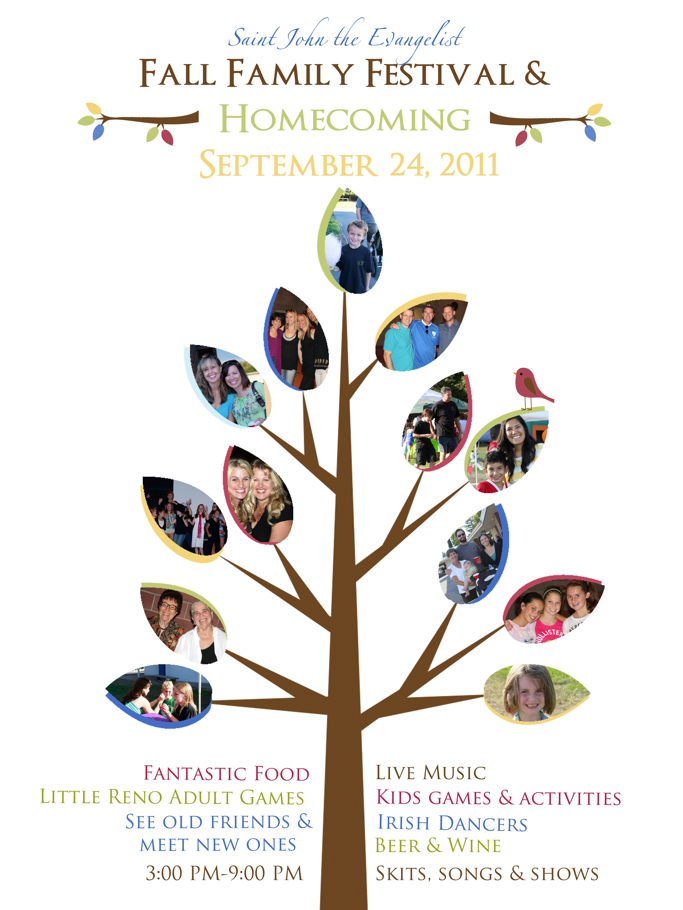 Saint John the Evangelist
Fall Family Festival &
Homecoming
September 24, 2011
HOLLISTER
Fantastic Food
Little Reno Adult Games
See old friends &
meet new ones
3:00 PM-9:00 PM
Live Music
Kids games & activities
Irish Dancers
Beer & Wine
Skits, songs & shows